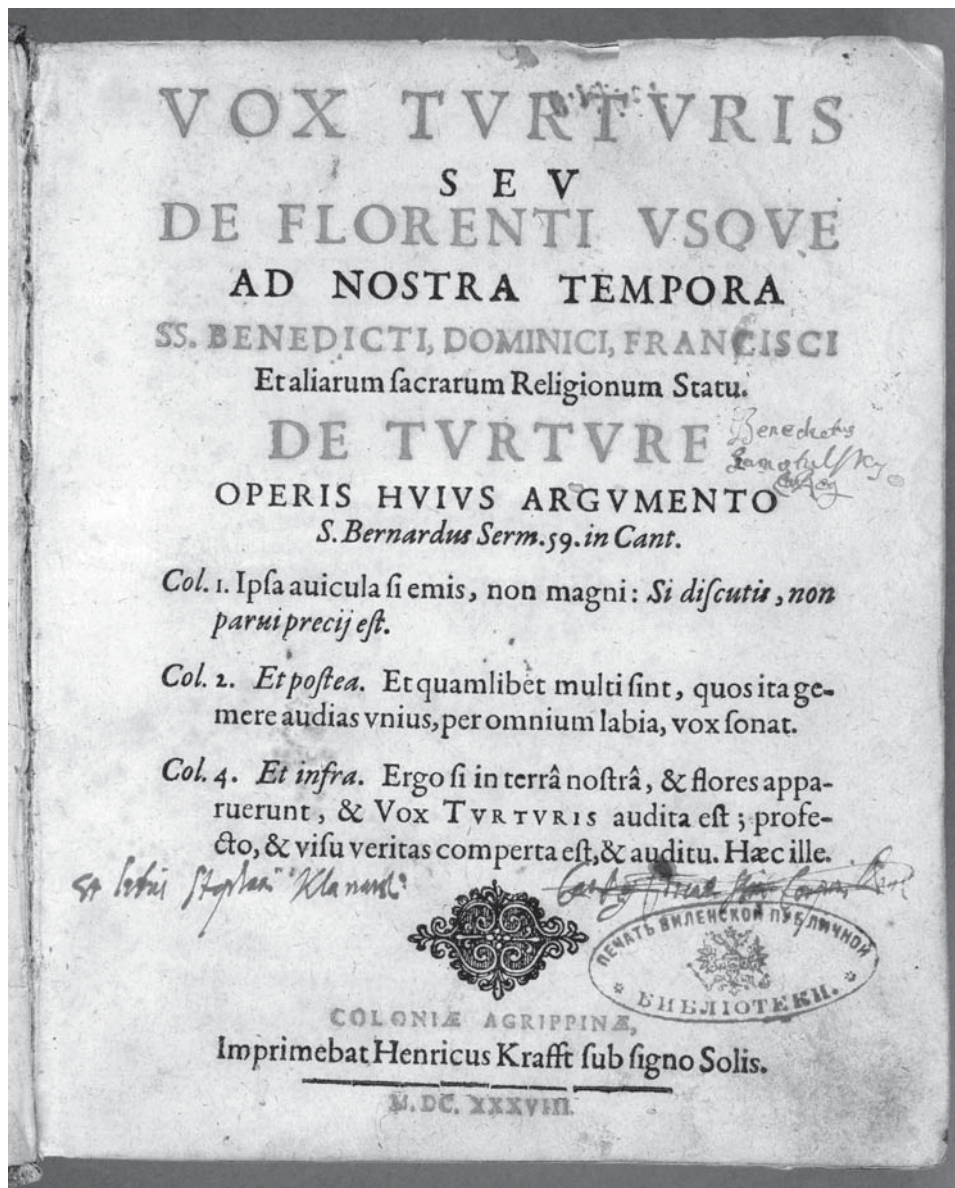 VOX TVRTVRIS
SEV
DE FLORENTI VSQVE
AD NOSTRA TEMPORA
SS. BENEDICTI, DOMINICI, FRANCISCI
Et aliarum ſacrarum Religionum Statu.
DE TVRTVRE
Benedictus
OPERIS HVIVS ARGVMENTO
S. Bernardus Serm. 59. in Cant.
Col. 1. Ipſa auicula ſi emis, non magni: Si diſcutis, non
parui precij eſt.
Col. 2. Et poſtea. Et quamlibet multi ſint, quos ita ge-
mere audias vnius, per omnium labia, vox ſonat.
Col. 4. Et infra. Ergo ſi in terrâ noſtrâ, & flores appa-
ruerunt, & Vox TVRTVRIS audita eſt; profe-
cto, & viſu veritas comperta eſt, & auditu. Hæc ille.
ПЕЧАТЬ ВИЛЕНСКОЙ ПУБЛИЧНОЙ
БИБЛІОТЕКИ.
COLONIÆ AGRIPPINÆ,
Imprimebat Henricus Krafft ſub ſigno Solis.
M. DC. XXXVIII.